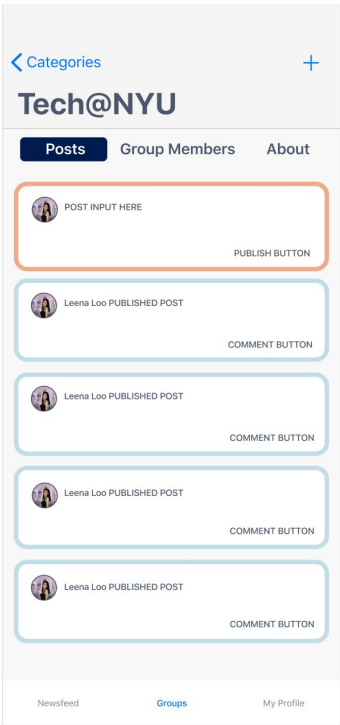 Categories
+
Tech@NYU
Posts Group Members About
POST INPUT HERE
PUBLISH BUTTON
Leena Loo PUBLISHED POST
COMMENT BUTTON
Leena Loo PUBLISHED POST
COMMENT BUTTON
Leena Loo PUBLISHED POST
COMMENT BUTTON
Leena Loo PUBLISHED POST
COMMENT BUTTON
Newsfeed Groups My Profile